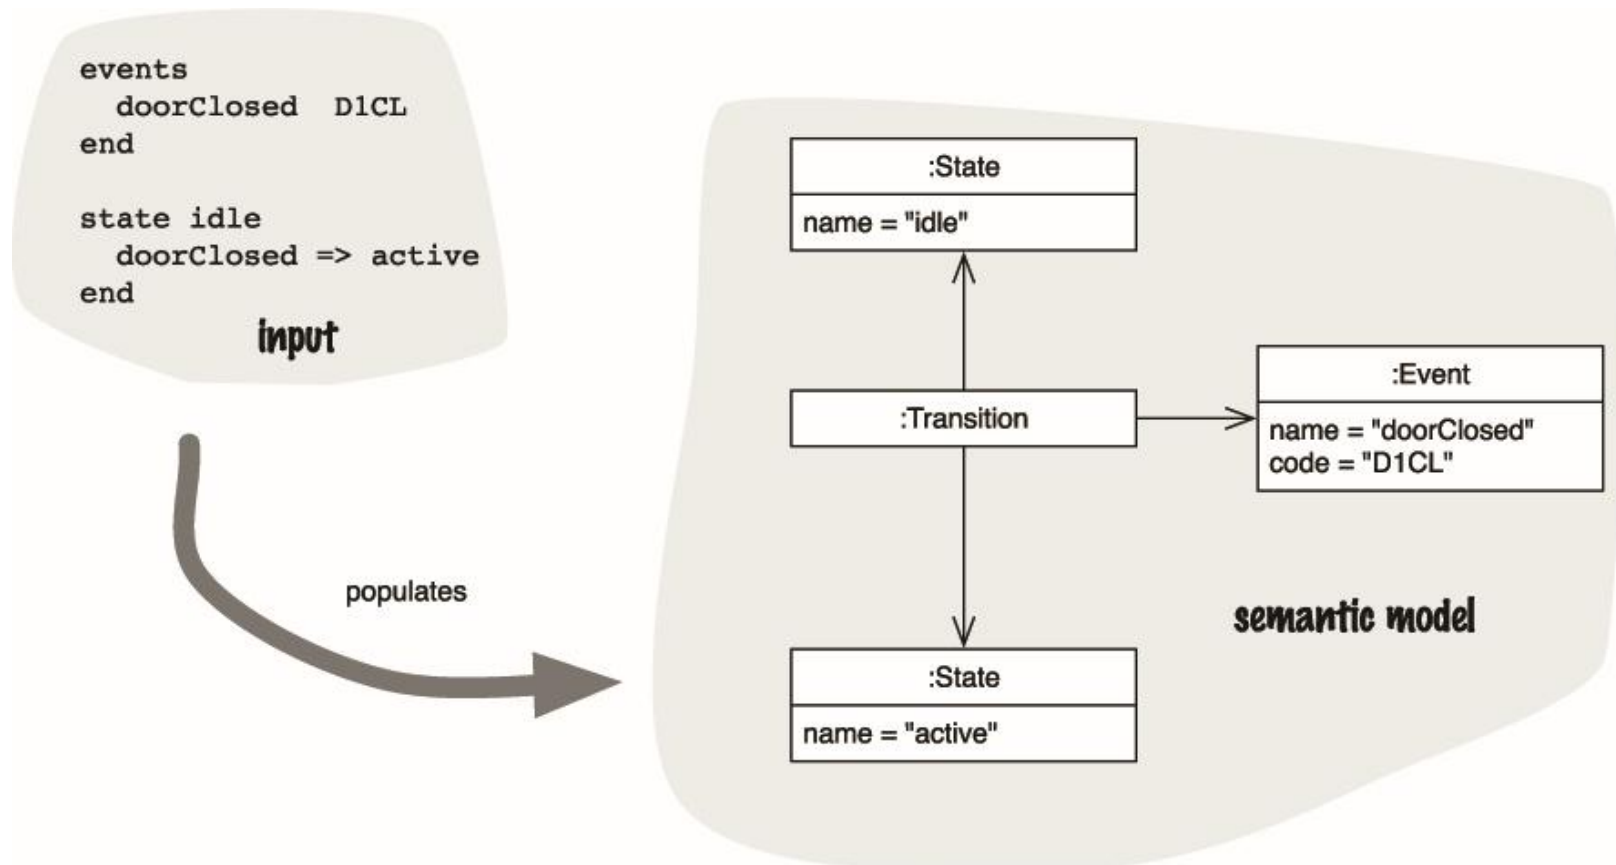 events
doorClosed D1CL
end
state idle
doorClosed => active
end
input
populates
:State
name = "idle"
:Transition
:Event
name = "doorClosed"
code = "D1CL"
semantic model
:State
name = "active"